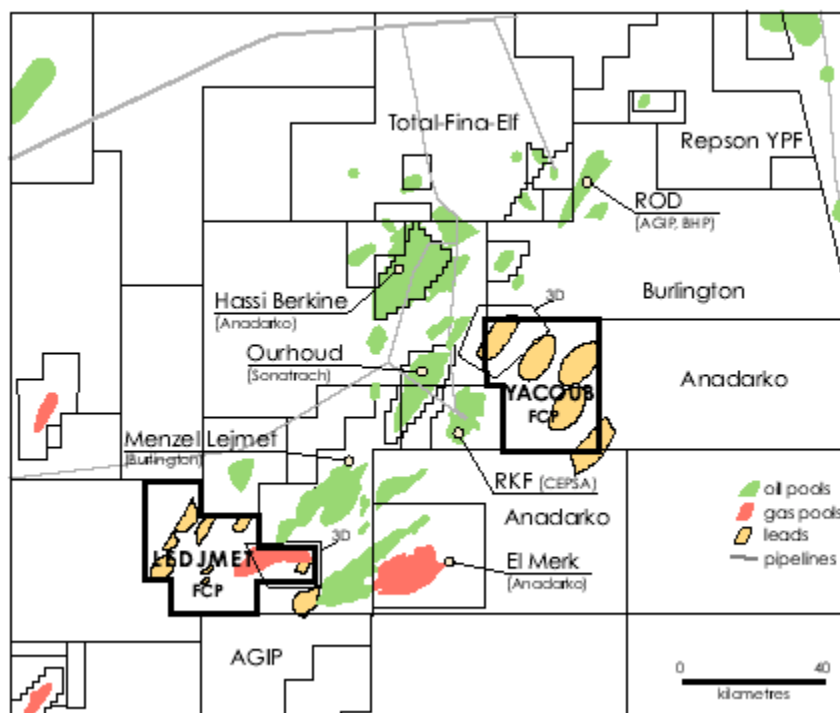 Total-Fina-Elf
Repson YPF
ROD
(AGIP, BHP)
Hassi Berkine
(Anadarko)
3D
Burlington
Ourhoud
(Sonatrach)
YACOUB
FCP
Anadarko
Menzel Lejmet
(Burlington)
RKF (CEPSA)
oil pools
gas pools
leads
pipelines
Anadarko
3D
LEDJMET
FCP
El Merk
(Anadarko)
AGIP
0 40
kilometres